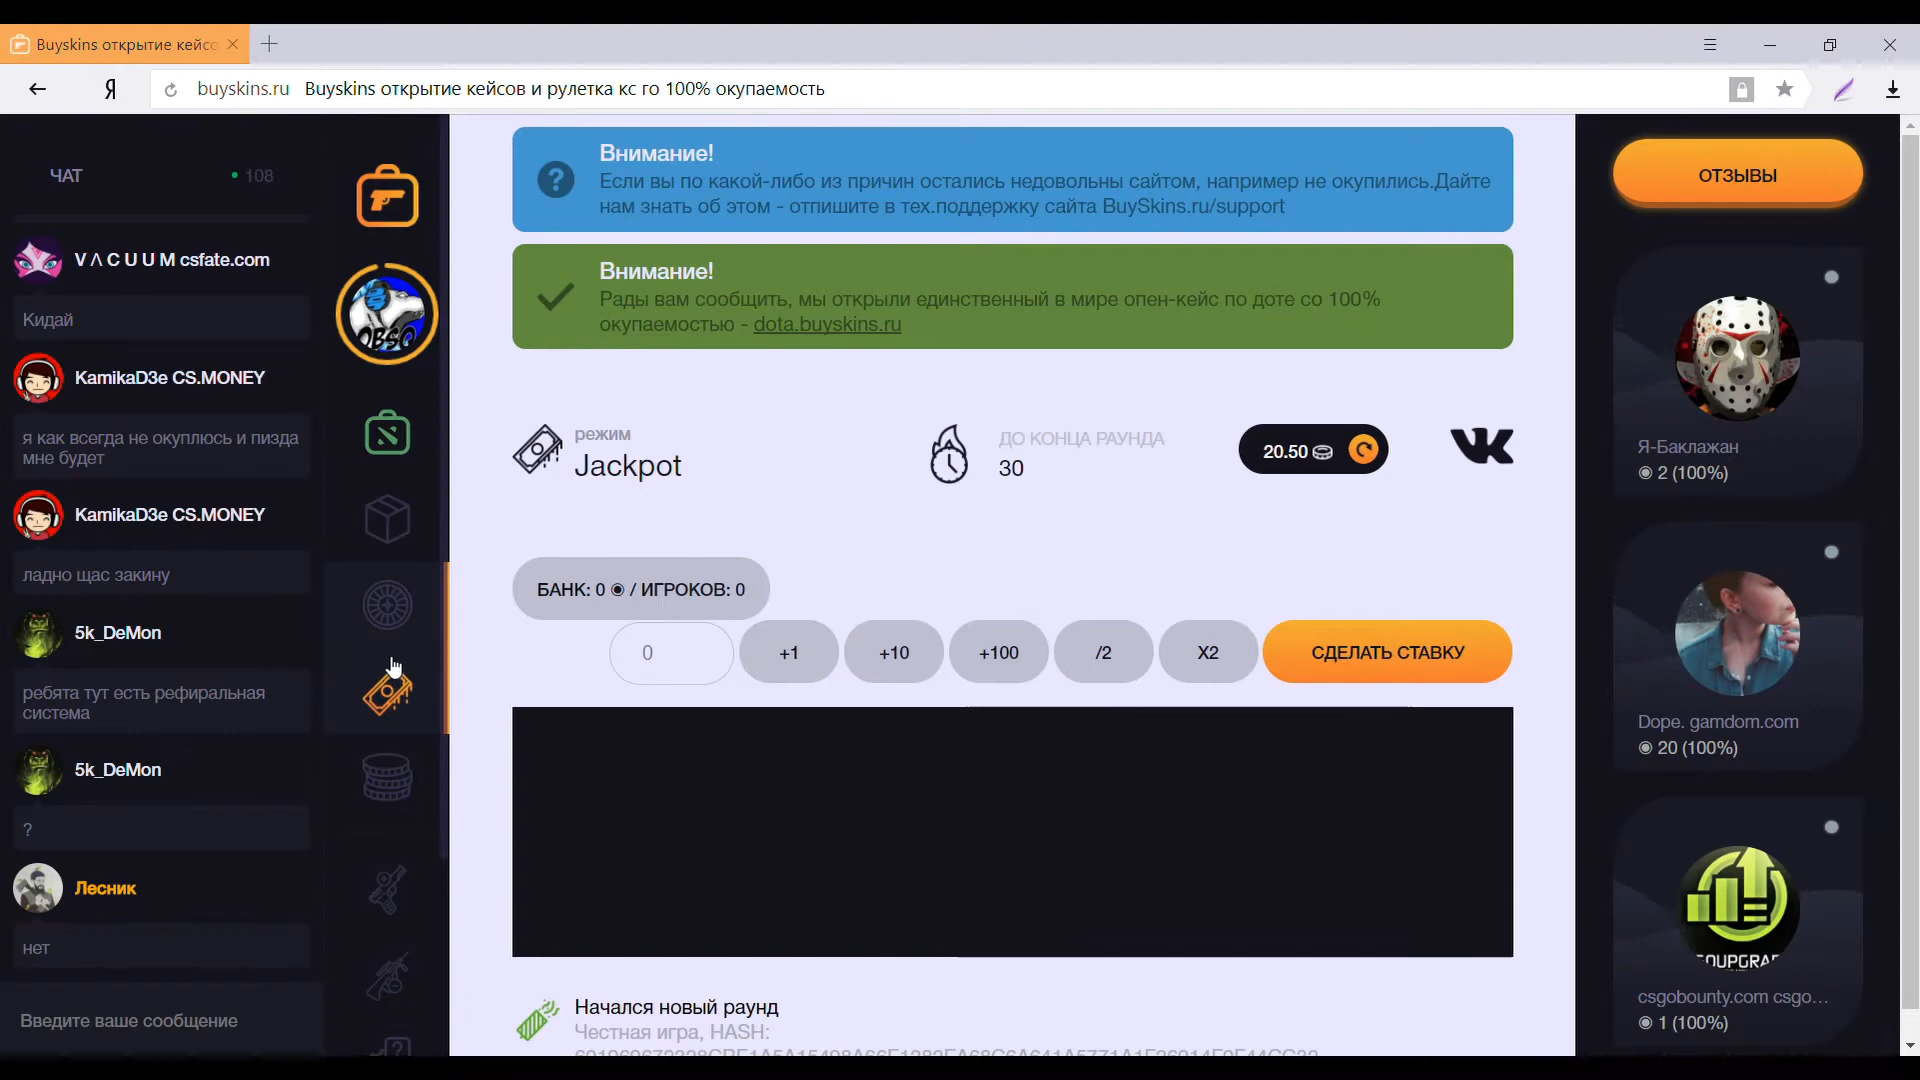 Buyskins открытие кейсс
buyskins.ru Buyskins открытие кейсов и рулетка кс го 100% окупаемость
ЧАТ
108
V Λ C U U M csfate.com
Кидай
KamikaD3e CS.MONEY
я как всегда не окуплюсь и пизда
мне будет
KamikaD3e CS.MONEY
ладно щас закину
5k_DeMon
ребята тут есть рефиральная
система
5k_DeMon
?
Лесник
нет
Введите ваше сообщение
Внимание!
Если вы по какой-либо из причин остались недовольны сайтом, например не окупились.Дайте
нам знать об этом - отпишите в тех.поддержку сайта BuySkins.ru/support
Внимание!
Рады вам сообщить, мы открыли единственный в мире опен-кейс по доте со 100%
окупаемостью - dota.buyskins.ru
режим
Jackpot
ДО КОНЦА РАУНДА
30
20.50
БАНК: 0 ◉ / ИГРОКОВ: 0
0
+1
+10
+100
/2
X2
СДЕЛАТЬ СТАВКУ
Начался новый раунд
Честная игра, HASH:
ОТЗЫВЫ
Я-Баклажан
◉ 2 (100%)
Dope. gamdom.com
◉ 20 (100%)
csgobounty.com csgo...
◉ 1 (100%)